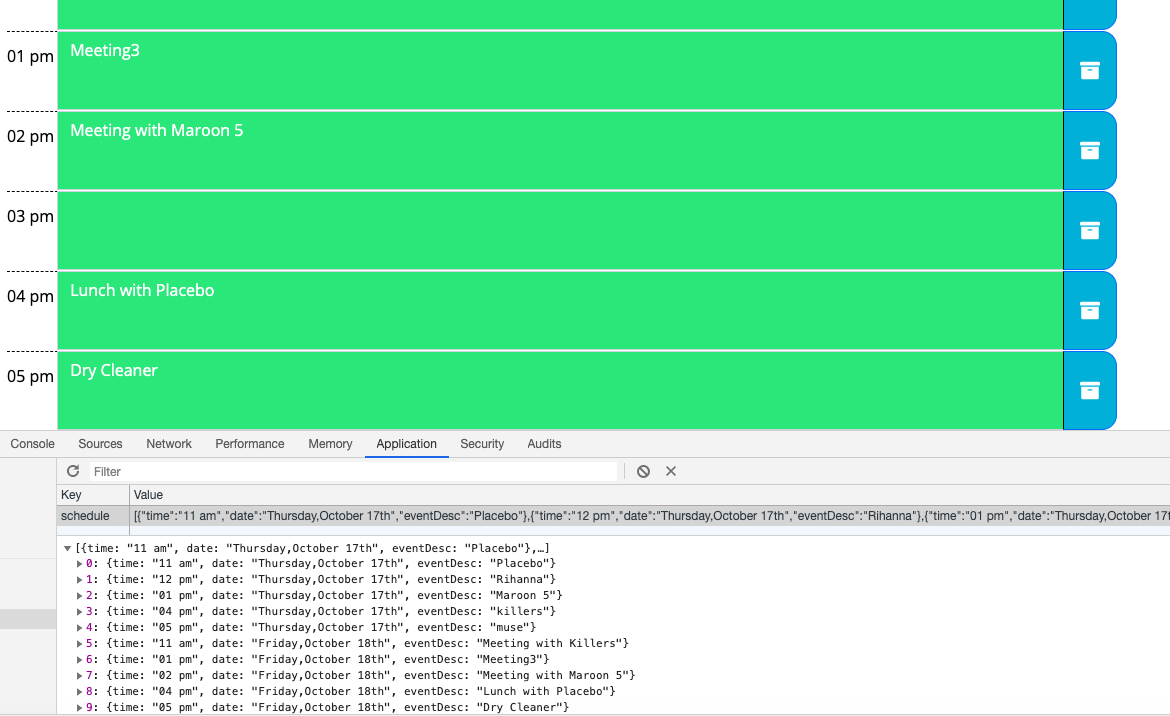 01 pm Meeting3
02 pm Meeting with Maroon 5
03 pm
04 pm Lunch with Placebo
05 pm Dry Cleaner
Console Sources Network Performance Memory Application Security Audits
Filter
Key Value
schedule [{"time":"11 am","date":"Thursday,October 17th","eventDesc":"Placebo"},{"time":"12 pm","date":"Thursday,October 17th","eventDesc":"Rihanna"},{"time":"01 pm","date":"Thursday,October 17t
[{time: "11 am", date: "Thursday,October 17th", eventDesc: "Placebo"},…]
0: {time: "11 am", date: "Thursday,October 17th", eventDesc: "Placebo"}
1: {time: "12 pm", date: "Thursday,October 17th", eventDesc: "Rihanna"}
2: {time: "01 pm", date: "Thursday,October 17th", eventDesc: "Maroon 5"}
3: {time: "04 pm", date: "Thursday,October 17th", eventDesc: "killers"}
4: {time: "05 pm", date: "Thursday,October 17th", eventDesc: "muse"}
5: {time: "11 am", date: "Friday,October 18th", eventDesc: "Meeting with Killers"}
6: {time: "01 pm", date: "Friday,October 18th", eventDesc: "Meeting3"}
7: {time: "02 pm", date: "Friday,October 18th", eventDesc: "Meeting with Maroon 5"}
8: {time: "04 pm", date: "Friday,October 18th", eventDesc: "Lunch with Placebo"}
9: {time: "05 pm", date: "Friday,October 18th", eventDesc: "Dry Cleaner"}